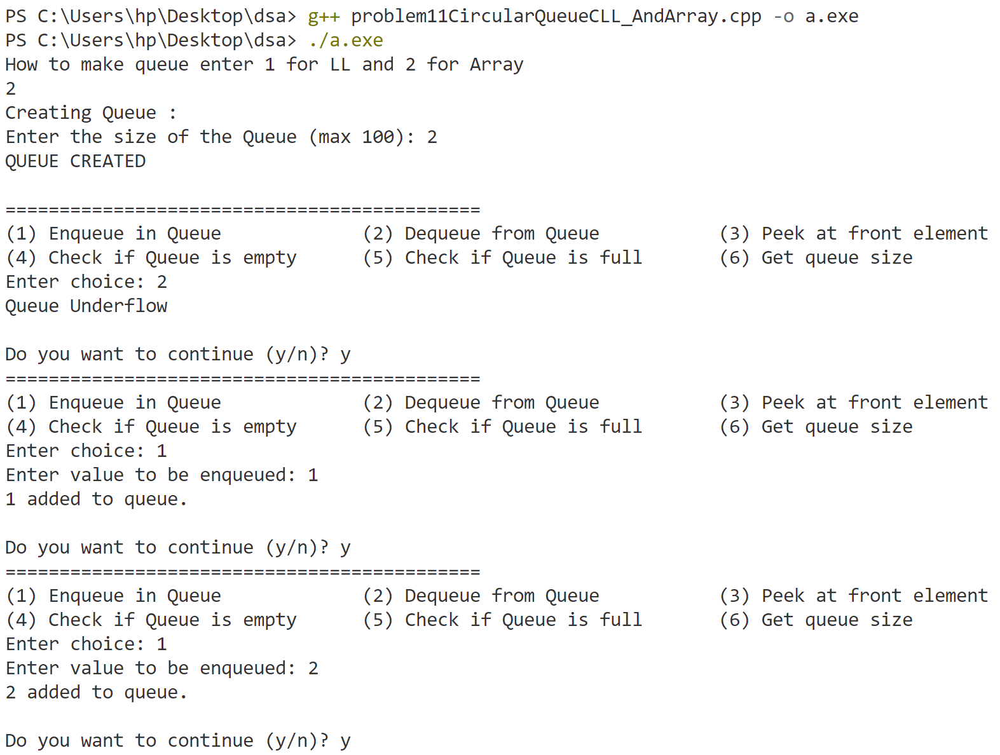 PS C:\Users\hp\Desktop\dsa> g++ problem11CircularQueueCLL_AndArray.cpp -o a.exe
PS C:\Users\hp\Desktop\dsa> ./a.exe
How to make queue enter 1 for LL and 2 for Array
2
Creating Queue :
Enter the size of the Queue (max 100): 2
QUEUE CREATED

============================================
(1) Enqueue in Queue             (2) Dequeue from Queue           (3) Peek at front element
(4) Check if Queue is empty      (5) Check if Queue is full       (6) Get queue size
Enter choice: 2
Queue Underflow

Do you want to continue (y/n)? y
============================================
(1) Enqueue in Queue             (2) Dequeue from Queue           (3) Peek at front element
(4) Check if Queue is empty      (5) Check if Queue is full       (6) Get queue size
Enter choice: 1
Enter value to be enqueued: 1
1 added to queue.

Do you want to continue (y/n)? y
============================================
(1) Enqueue in Queue             (2) Dequeue from Queue           (3) Peek at front element
(4) Check if Queue is empty      (5) Check if Queue is full       (6) Get queue size
Enter choice: 1
Enter value to be enqueued: 2
2 added to queue.

Do you want to continue (y/n)? y